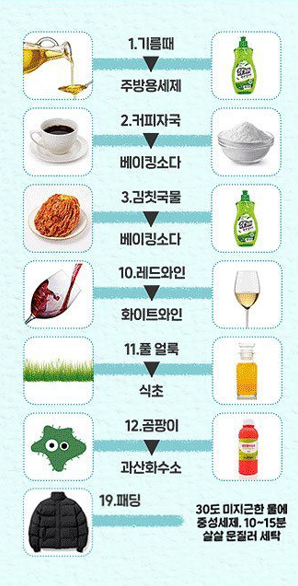 1.기름때
주방용세제
2.커피자국
베이킹소다
3.김칫국물
베이킹소다
10.레드와인
화이트와인
11.풀 얼룩
식초
12.곰팡이
과산화수소
19.패딩
30도 미지근한 물에
중성세제, 10~15분
살살 문질러 세탁